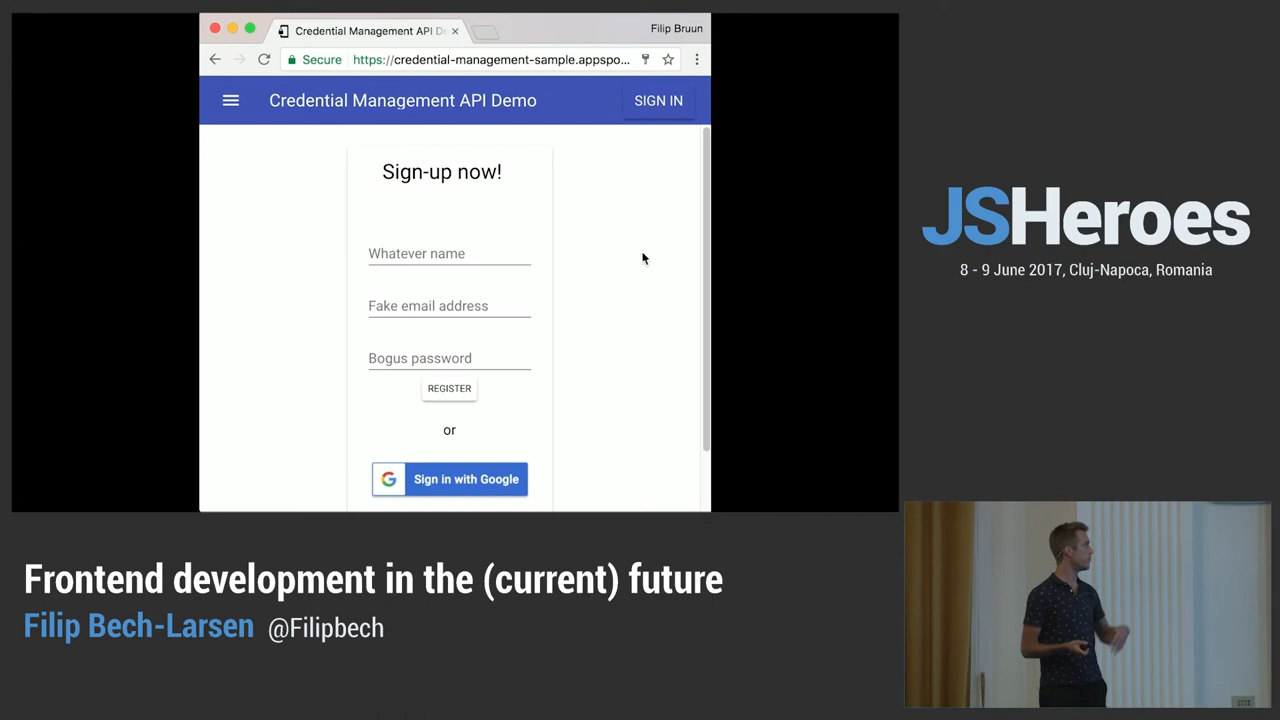 Credential Management API De
Filip Bruun
Secure https://credential-management-sample.appspo...
Credential Management API Demo
SIGN IN
Sign-up now!
Whatever name
Fake email address
Bogus password
REGISTER
or
Sign in with Google
JSHeroes
8 - 9 June 2017, Cluj-Napoca, Romania
Frontend development in the (current) future
Filip Bech-Larsen @Filipbech